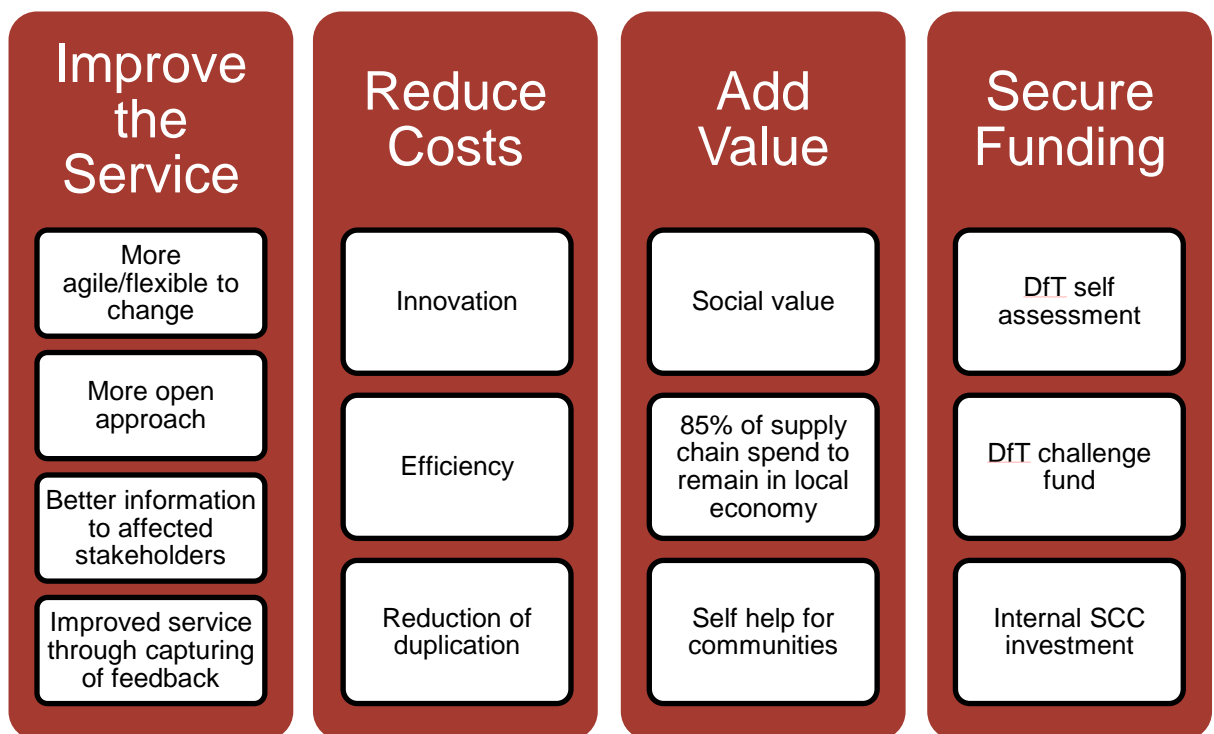 Improve
the
Service
More
agile/flexible to
change
More open
approach
Better information
to affected
stakeholders
Improved service
through capturing
of feedback
Reduce
Costs
Innovation
Efficiency
Reduction of
duplication
Add
Value
Social value
85% of supply
chain spend to
remain in local
economy
Self help for
communities
Secure
Funding
DfT self
assessment
DfT challenge
fund
Internal SCC
investment